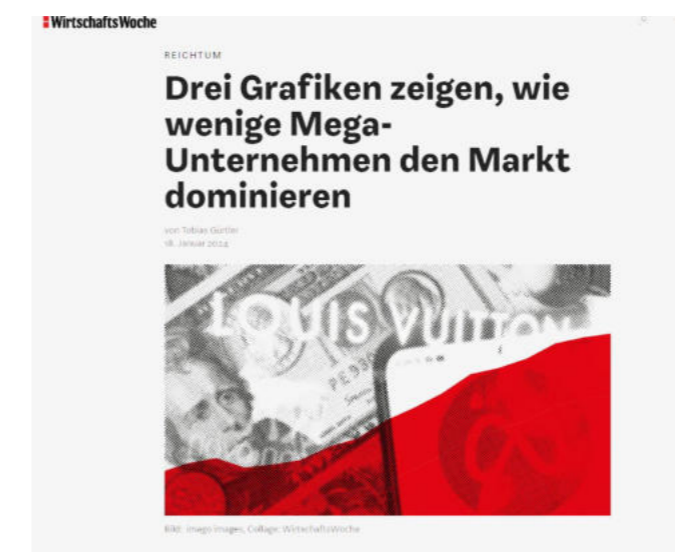 WirtschaftsWoche
REICHTUM
Drei Grafiken zeigen, wie
wenige Mega-
Unternehmen den Markt
dominieren
von Tobias Gürtler
18. Januar 2024
LOUIS VUITTON
PE936
Bild: imago images, Collage: WirtschaftsWoche